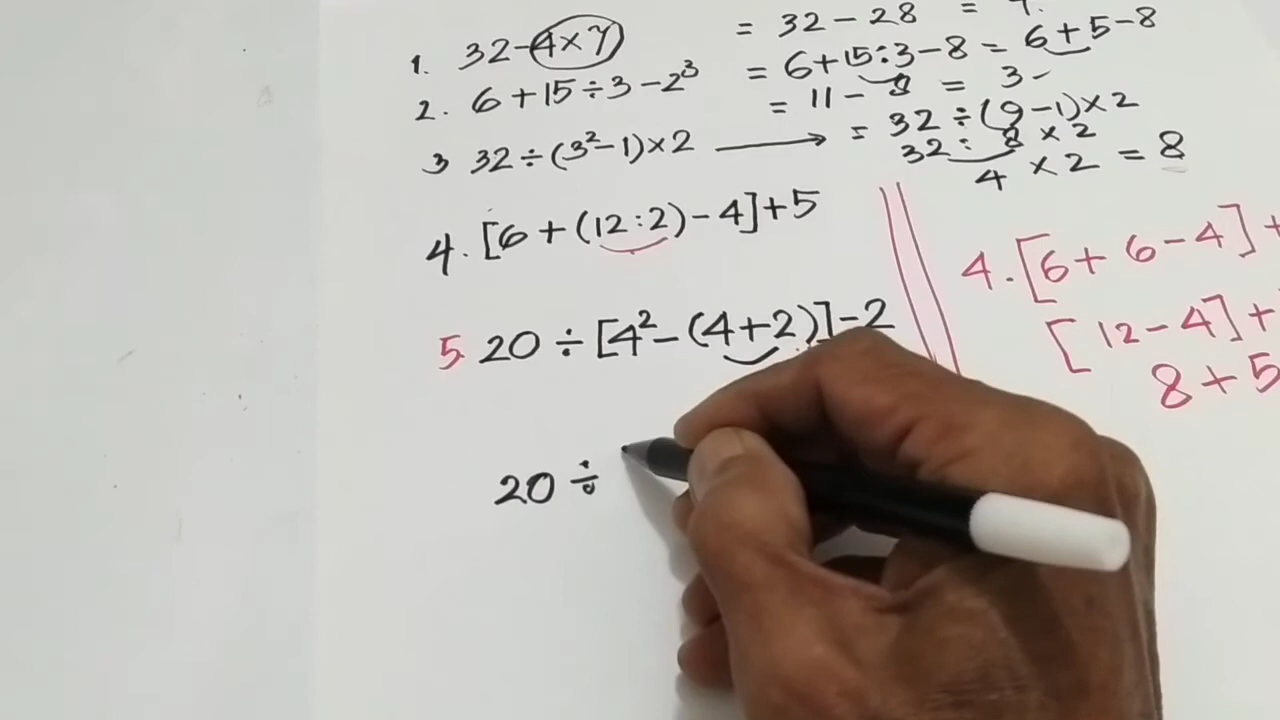 1. 32-4×7 = 32-28 = 4.
2. 6+15÷3-2³ = 6+15:3-8 = 6+5-8
= 11 - 8 = 3
3 32÷(3²-1)×2 = 32÷(9-1)×2
32: 8 ×2
4 ×2 = 8
4. [6+(12:2)-4]+5
5. 20÷[4²-(4+2)]-2
20÷
4. [6+ 6-4]+
[12-4]+
8+5